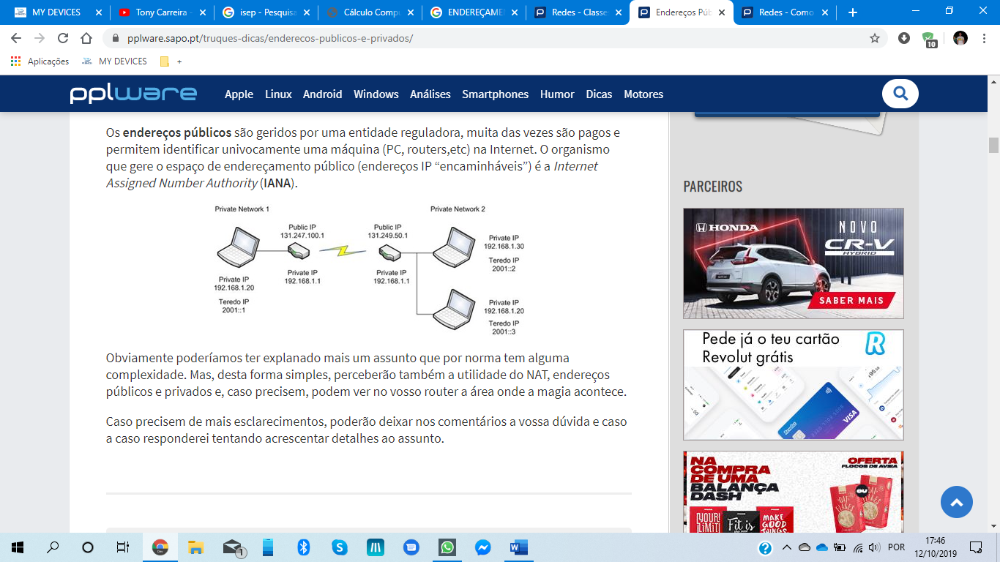 MY DEVICES
Tony Carreira -
isep - Pesquisa
Cálculo Compu
ENDEREÇAME
Redes - Classe
Endereços Púb
Redes - Como
pplware.sapo.pt/truques-dicas/enderecos-publicos-e-privados/
10
Aplicações
MY DEVICES
+
pplware
Apple Linux Android Windows Análises Smartphones Humor Dicas Motores
Os endereços públicos são geridos por uma entidade reguladora, muita das vezes são pagos e
permitem identificar univocamente uma máquina (PC, routers,etc) na Internet. O organismo
que gere o espaço de endereçamento público (endereços IP “encaminháveis”) é a Internet
Assigned Number Authority (IANA).
Private Network 1
Private Network 2
Public IP
131.247.100.1
Public IP
131.249.50.1
Private IP
192.168.1.30
Teredo IP
2001::2
Private IP
192.168.1.20
Teredo IP
2001::1
Private IP
192.168.1.1
Private IP
192.168.1.1
Private IP
192.168.1.20
Teredo IP
2001::3
Obviamente poderíamos ter explanado mais um assunto que por norma tem alguma
complexidade. Mas, desta forma simples, perceberão também a utilidade do NAT, endereços
públicos e privados e, caso precisem, podem ver no vosso router a área onde a magia acontece.
Caso precisem de mais esclarecimentos, poderão deixar nos comentários a vossa dúvida e caso
a caso responderei tentando acrescentar detalhes ao assunto.
PARCEIROS
HONDA
NOVO
CR-V
HYBRID
SABER MAIS
Pede já o teu cartão
Revolut grátis
R
VISA
NA
COMPRA
DE UMA
BALANÇA
DASH
OFERTA
FLOCOS DE AVEIA
OAT
FLAKES
YOUR
LIMIT
Fit is
MAKE
GOOD
THINGS
1
POR
17:46
12/10/2019